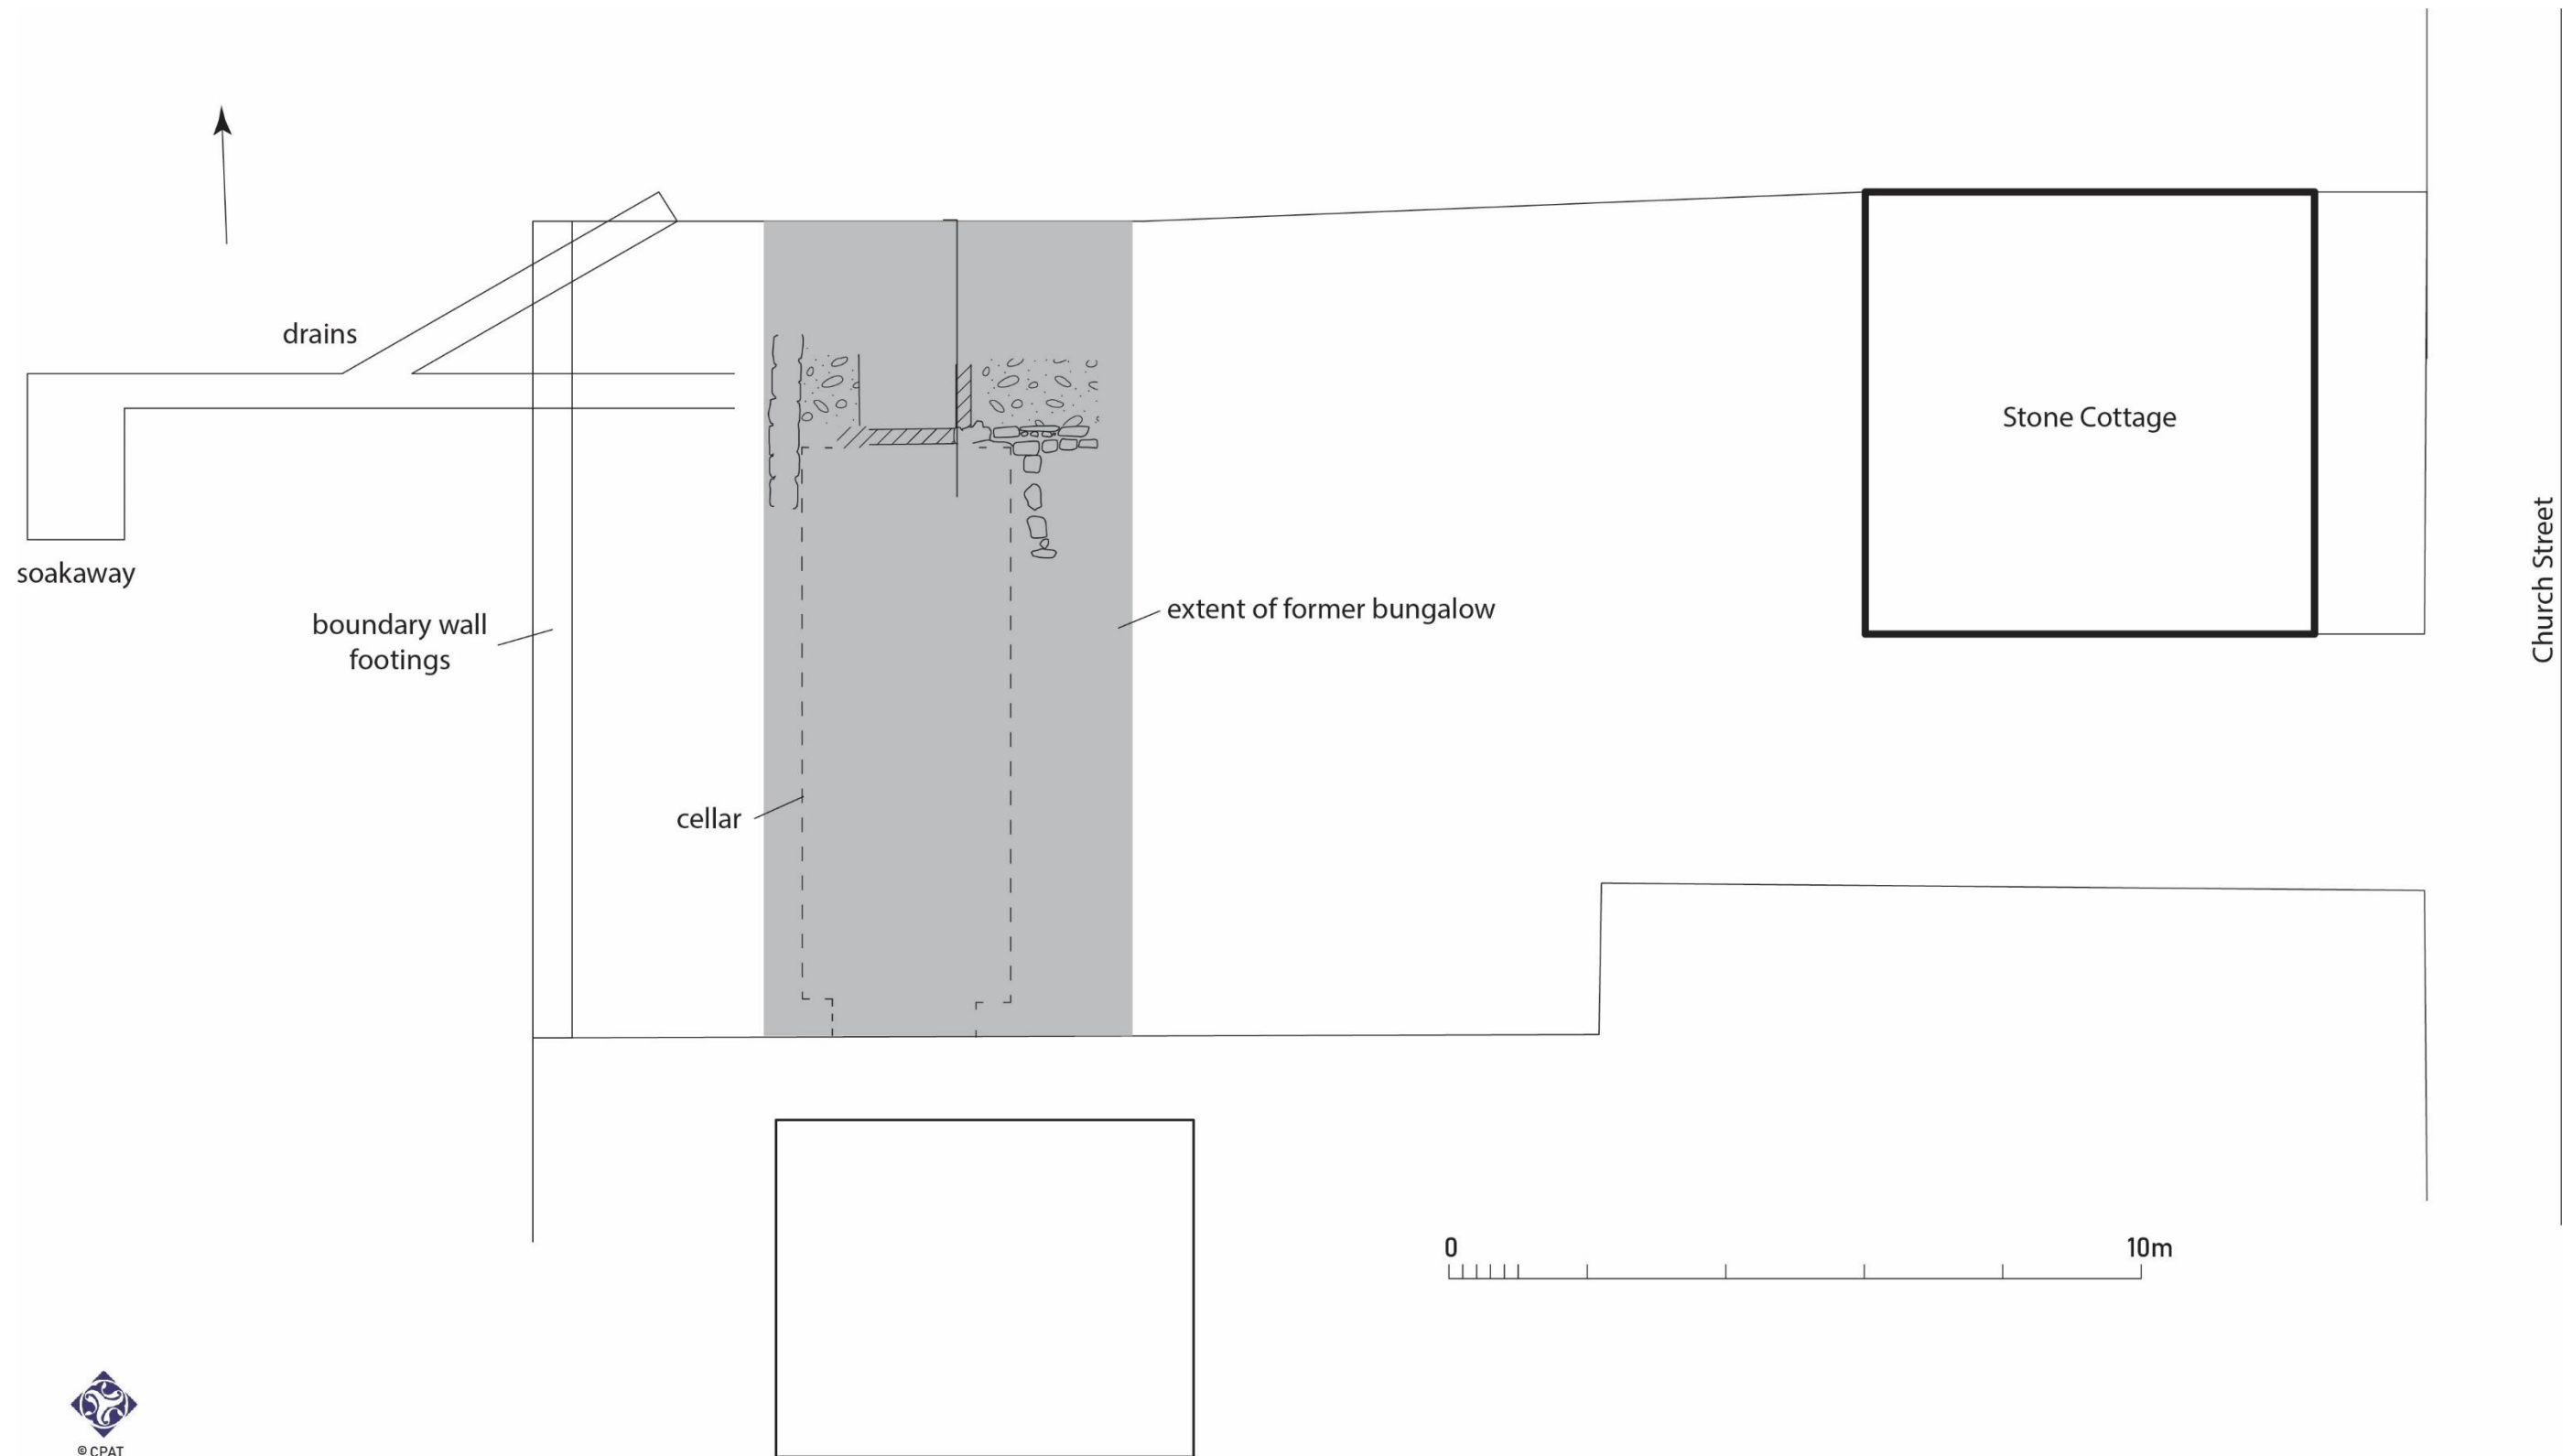 drains
Stone Cottage
soakaway
Church Street
boundary wall
footings
extent of former bungalow
cellar
0
10m
© CPAT